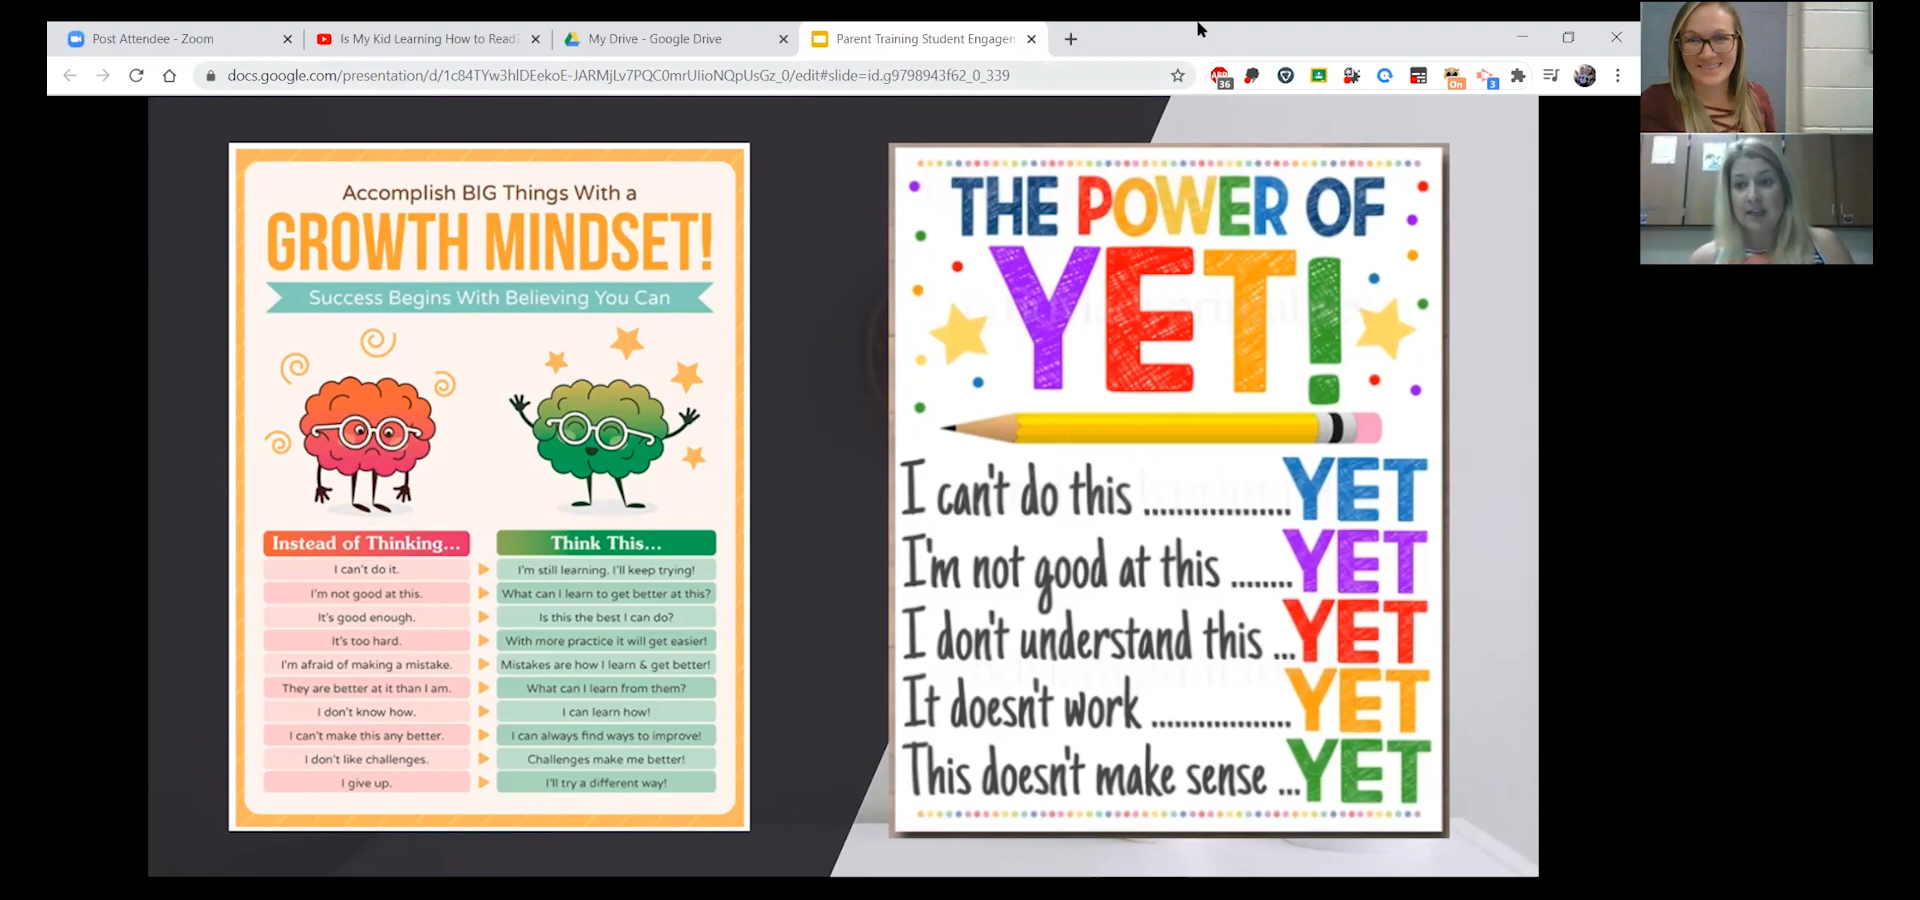 Post Attendee - Zoom
Is My Kid Learning How to Read?
My Drive - Google Drive
Parent Training Student Engagem
docs.google.com/presentation/d/1c84TYw3hlDEekoE-JARMjLv7PQC0mrUIioNQpUsGz_0/edit#slide=id.g9798943f62_0_339
36
On
3
Accomplish BIG Things With a
GROWTH MINDSET!
Success Begins With Believing You Can
Instead of Thinking... Think This...
I can't do it. I'm still learning. I'll keep trying!
I'm not good at this. What can I learn to get better at this?
It's good enough. Is this the best I can do?
It's too hard. With more practice it will get easier!
I'm afraid of making a mistake. Mistakes are how I learn & get better!
They are better at it than I am. What can I learn from them?
I don't know how. I can learn how!
I can't make this any better. I can always find ways to improve!
I don't like challenges. Challenges make me better!
I give up. I'll try a different way!
THE POWER OF
YET!
I can't do this ..................YET
I'm not good at this ........YET
I don't understand this ...YET
It doesn't work .................YET
This doesn't make sense ...YET